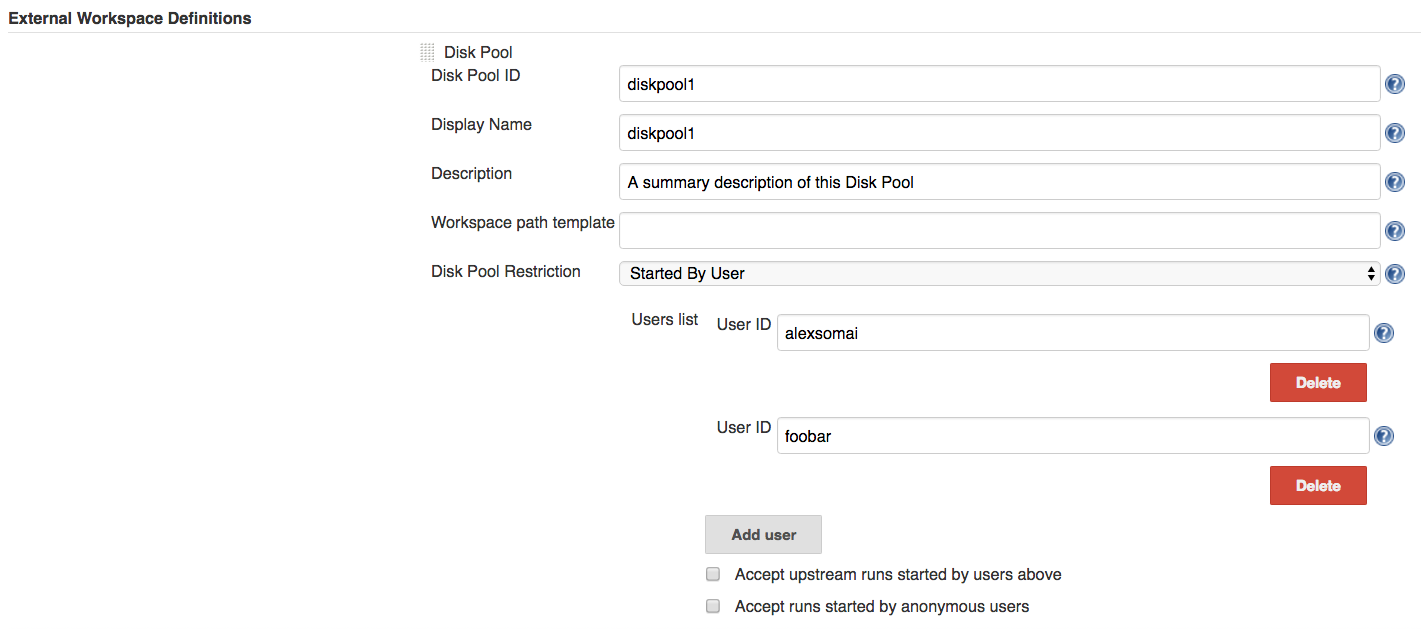 External Workspace Definitions
Disk Pool
Disk Pool ID
diskpool1
Display Name
diskpool1
Description
A summary description of this Disk Pool
Workspace path template
Disk Pool Restriction
Started By User
Users list
User ID
alexsomai
Delete
User ID
foobar
Delete
Add user
Accept upstream runs started by users above
Accept runs started by anonymous users